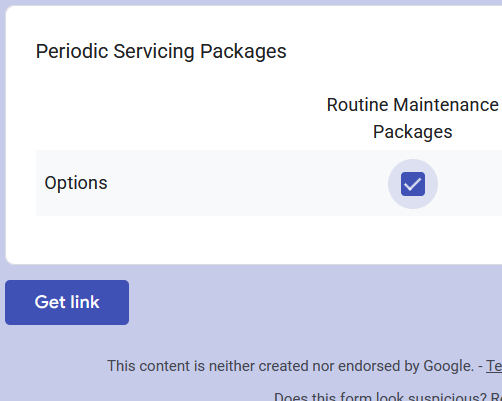 Periodic Servicing Packages
Routine Maintenance
Packages
Options
Get link
This content is neither created nor endorsed by Google. - Te
Does this form look suspicious?